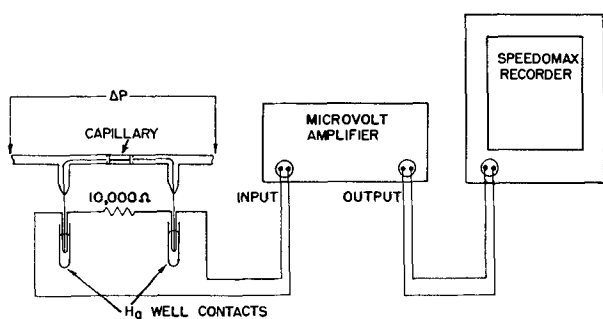 ΔP
CAPILLARY
10,000Ω
Hg WELL CONTACTS
MICROVOLT
AMPLIFIER
INPUT
OUTPUT
SPEEDOMAX
RECORDER